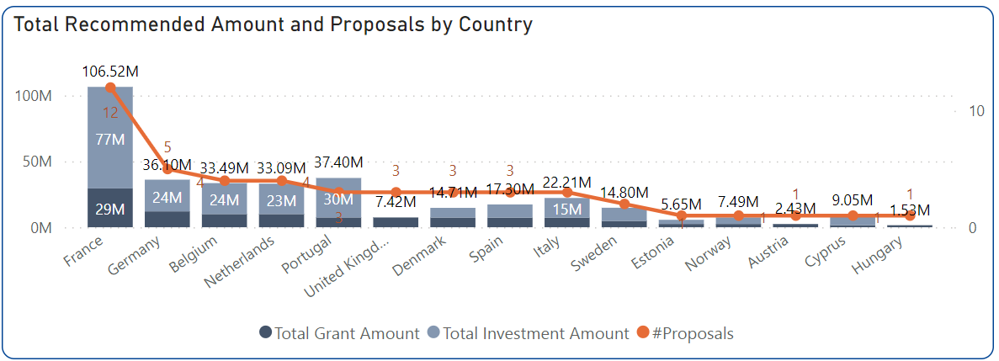 Total Recommended Amount and Proposals by Country
106.52M
100M
12
10
77M
5
36.10M
33.49M
33.09M
37.40M
3
3
3
50M
4
4
7.42M
14.71M
17.30M
22.21M
14.80M
24M
24M
23M
30M
15M
29M
3
5.65M
7.49M
1
2.43M
9.05M
1
1.53M
1
1
1
0M
0
France
Germany
Belgium
Netherlands
Portugal
United Kingd...
Denmark
Spain
Italy
Sweden
Estonia
Norway
Austria
Cyprus
Hungary
Total Grant Amount
Total Investment Amount
#Proposals